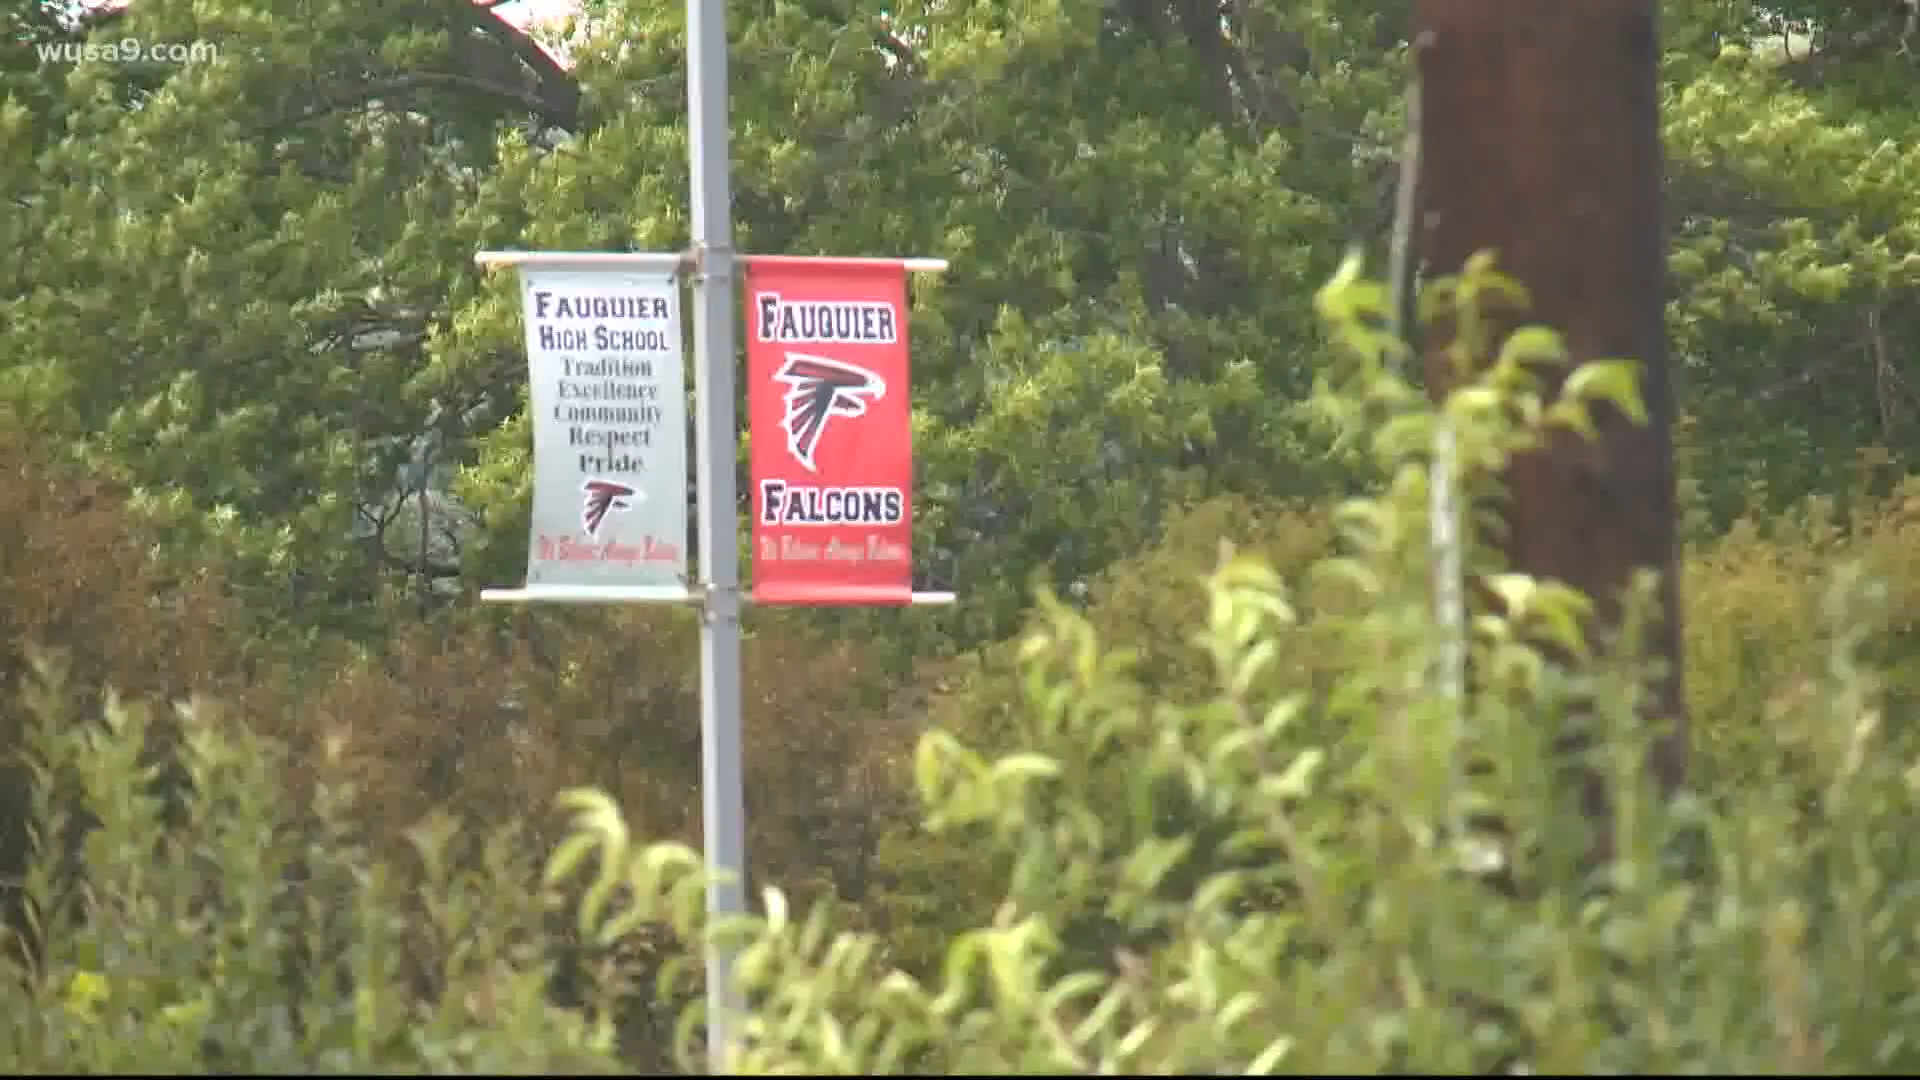 wusa9.com
FAUQUIER
HIGH SCHOOL
Tradition
Excellence
Community
Respect
Pride
FAUQUIER
FALCONS